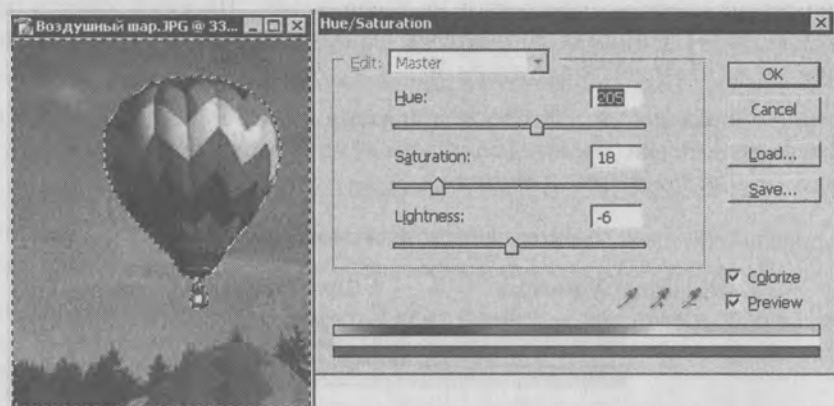 Воздушный шар.JPG @ 33...
Hue/Saturation
Edit: Master
Hue: 205
Saturation: 18
Lightness: -6
OK
Cancel
Load...
Save...
Colorize
Preview